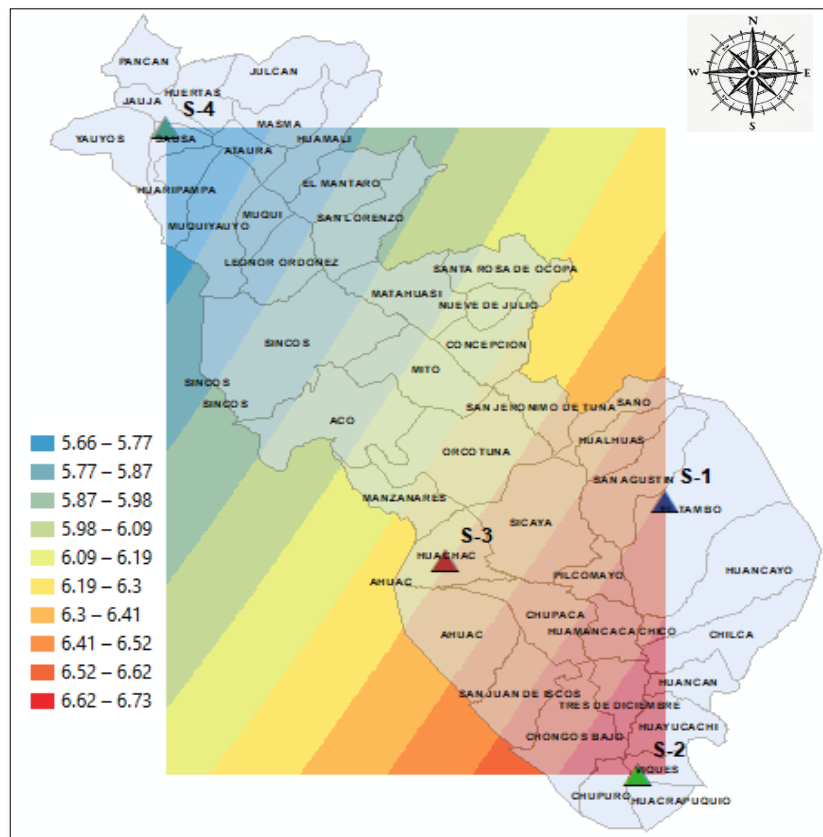 N
W E
S
PANCAN
JULCAN
HUERTAS
JAUJA
S-4
MASMA
YAUYOS
SAUSA
HUAMALI
ATAURA
EL MANTARO
HUARIPAMPA
MUQUI
SAN LORENZO
MUQUIYAUYO
LEONOR ORDOÑEZ
SANTA ROSA DE OCOPA
MATAHUASI
NUEVE DE JULIO
SINCOS
CONCEPCION
MITO
SINCOS
SINCOS
SAÑO
SAN JERONIMO DE TUNA
ACO
HUALHUAS
ORCOTUNA
SAN AGUSTIN
S-1
MANZANARES
EL TAMBO
SICAYA
S-3
HUACHAC
HUANCAYO
PILCOMAYO
AHUAC
CHUPACA
AHUAC
HUAMANCACA CHICO
CHILCA
HUANCAN
SAN JUAN DE ISCOS
TRES DE DICIEMBRE
HUAYUCACHI
CHONGOS BAJO
S-2
VIQUES
CHUPURO
HUACRAPUQUIO
5.66 – 5.77
5.77 – 5.87
5.87 – 5.98
5.98 – 6.09
6.09 – 6.19
6.19 – 6.3
6.3 – 6.41
6.41 – 6.52
6.52 – 6.62
6.62 – 6.73